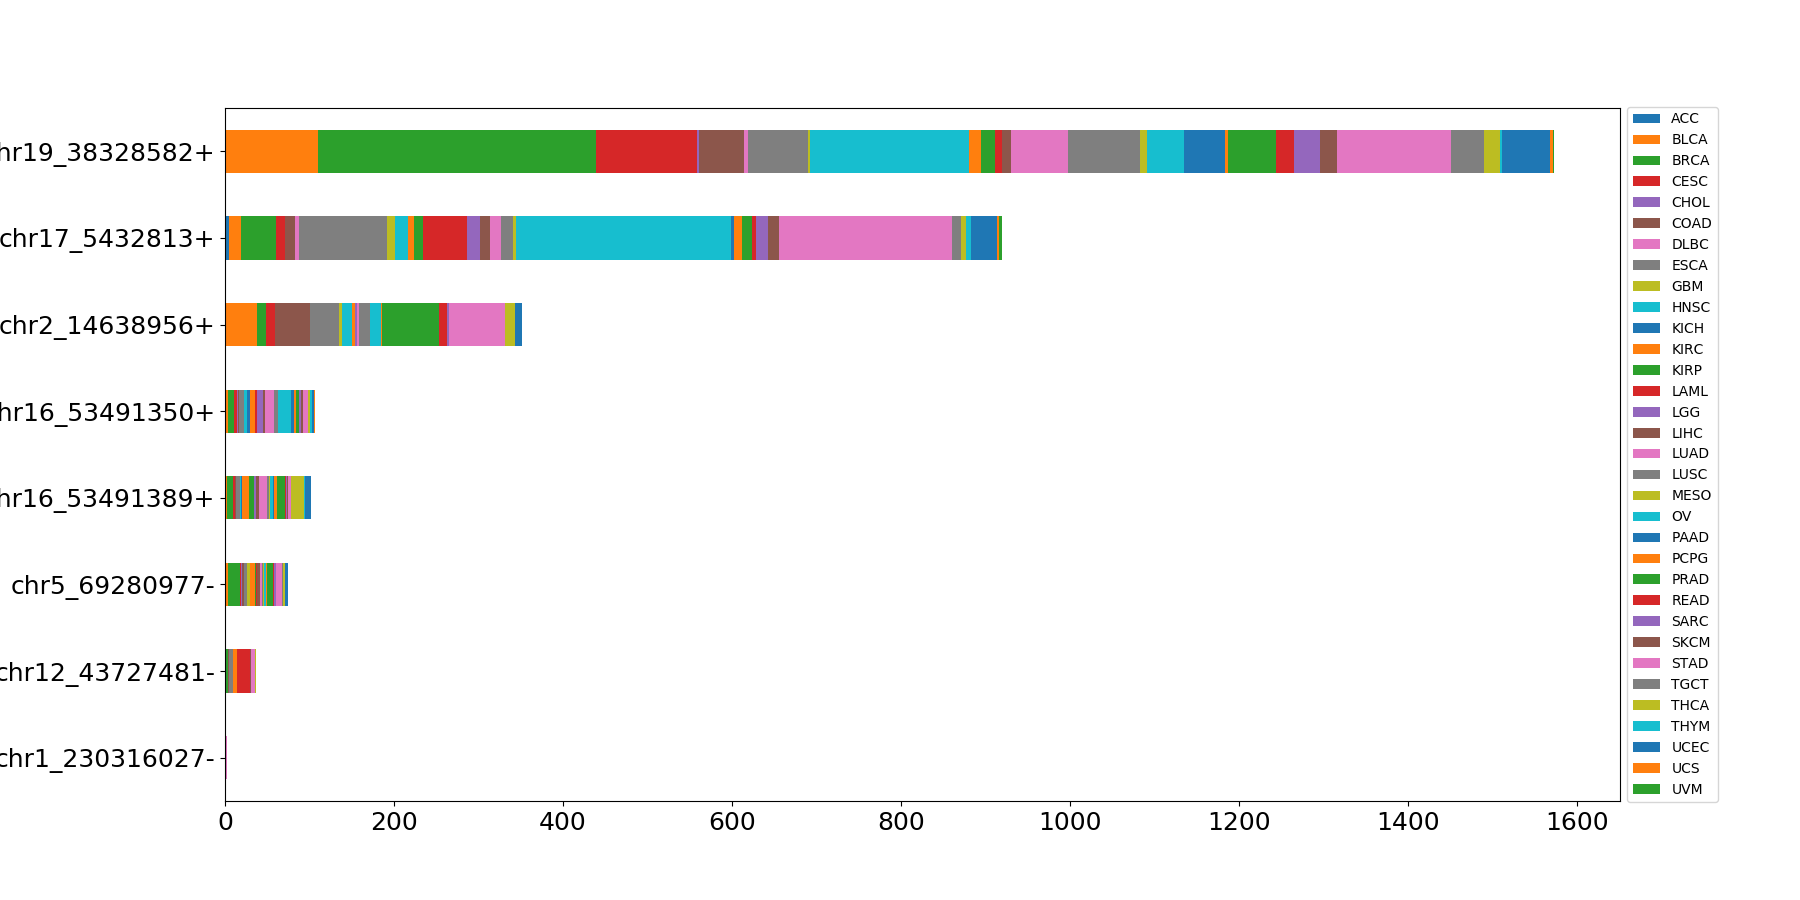 hr19_38328582+
chr17_5432813+
chr2_14638956+
hr16_53491350+
hr16_53491389+
chr5_69280977-
chr12_43727481-
chr1_230316027-
0 200 400 600 800 1000 1200 1400 1600
ACC
BLCA
BRCA
CESC
CHOL
COAD
DLBC
ESCA
GBM
HNSC
KICH
KIRC
KIRP
LAML
LGG
LIHC
LUAD
LUSC
MESO
OV
PAAD
PCPG
PRAD
READ
SARC
SKCM
STAD
TGCT
THCA
THYM
UCEC
UCS
UVM